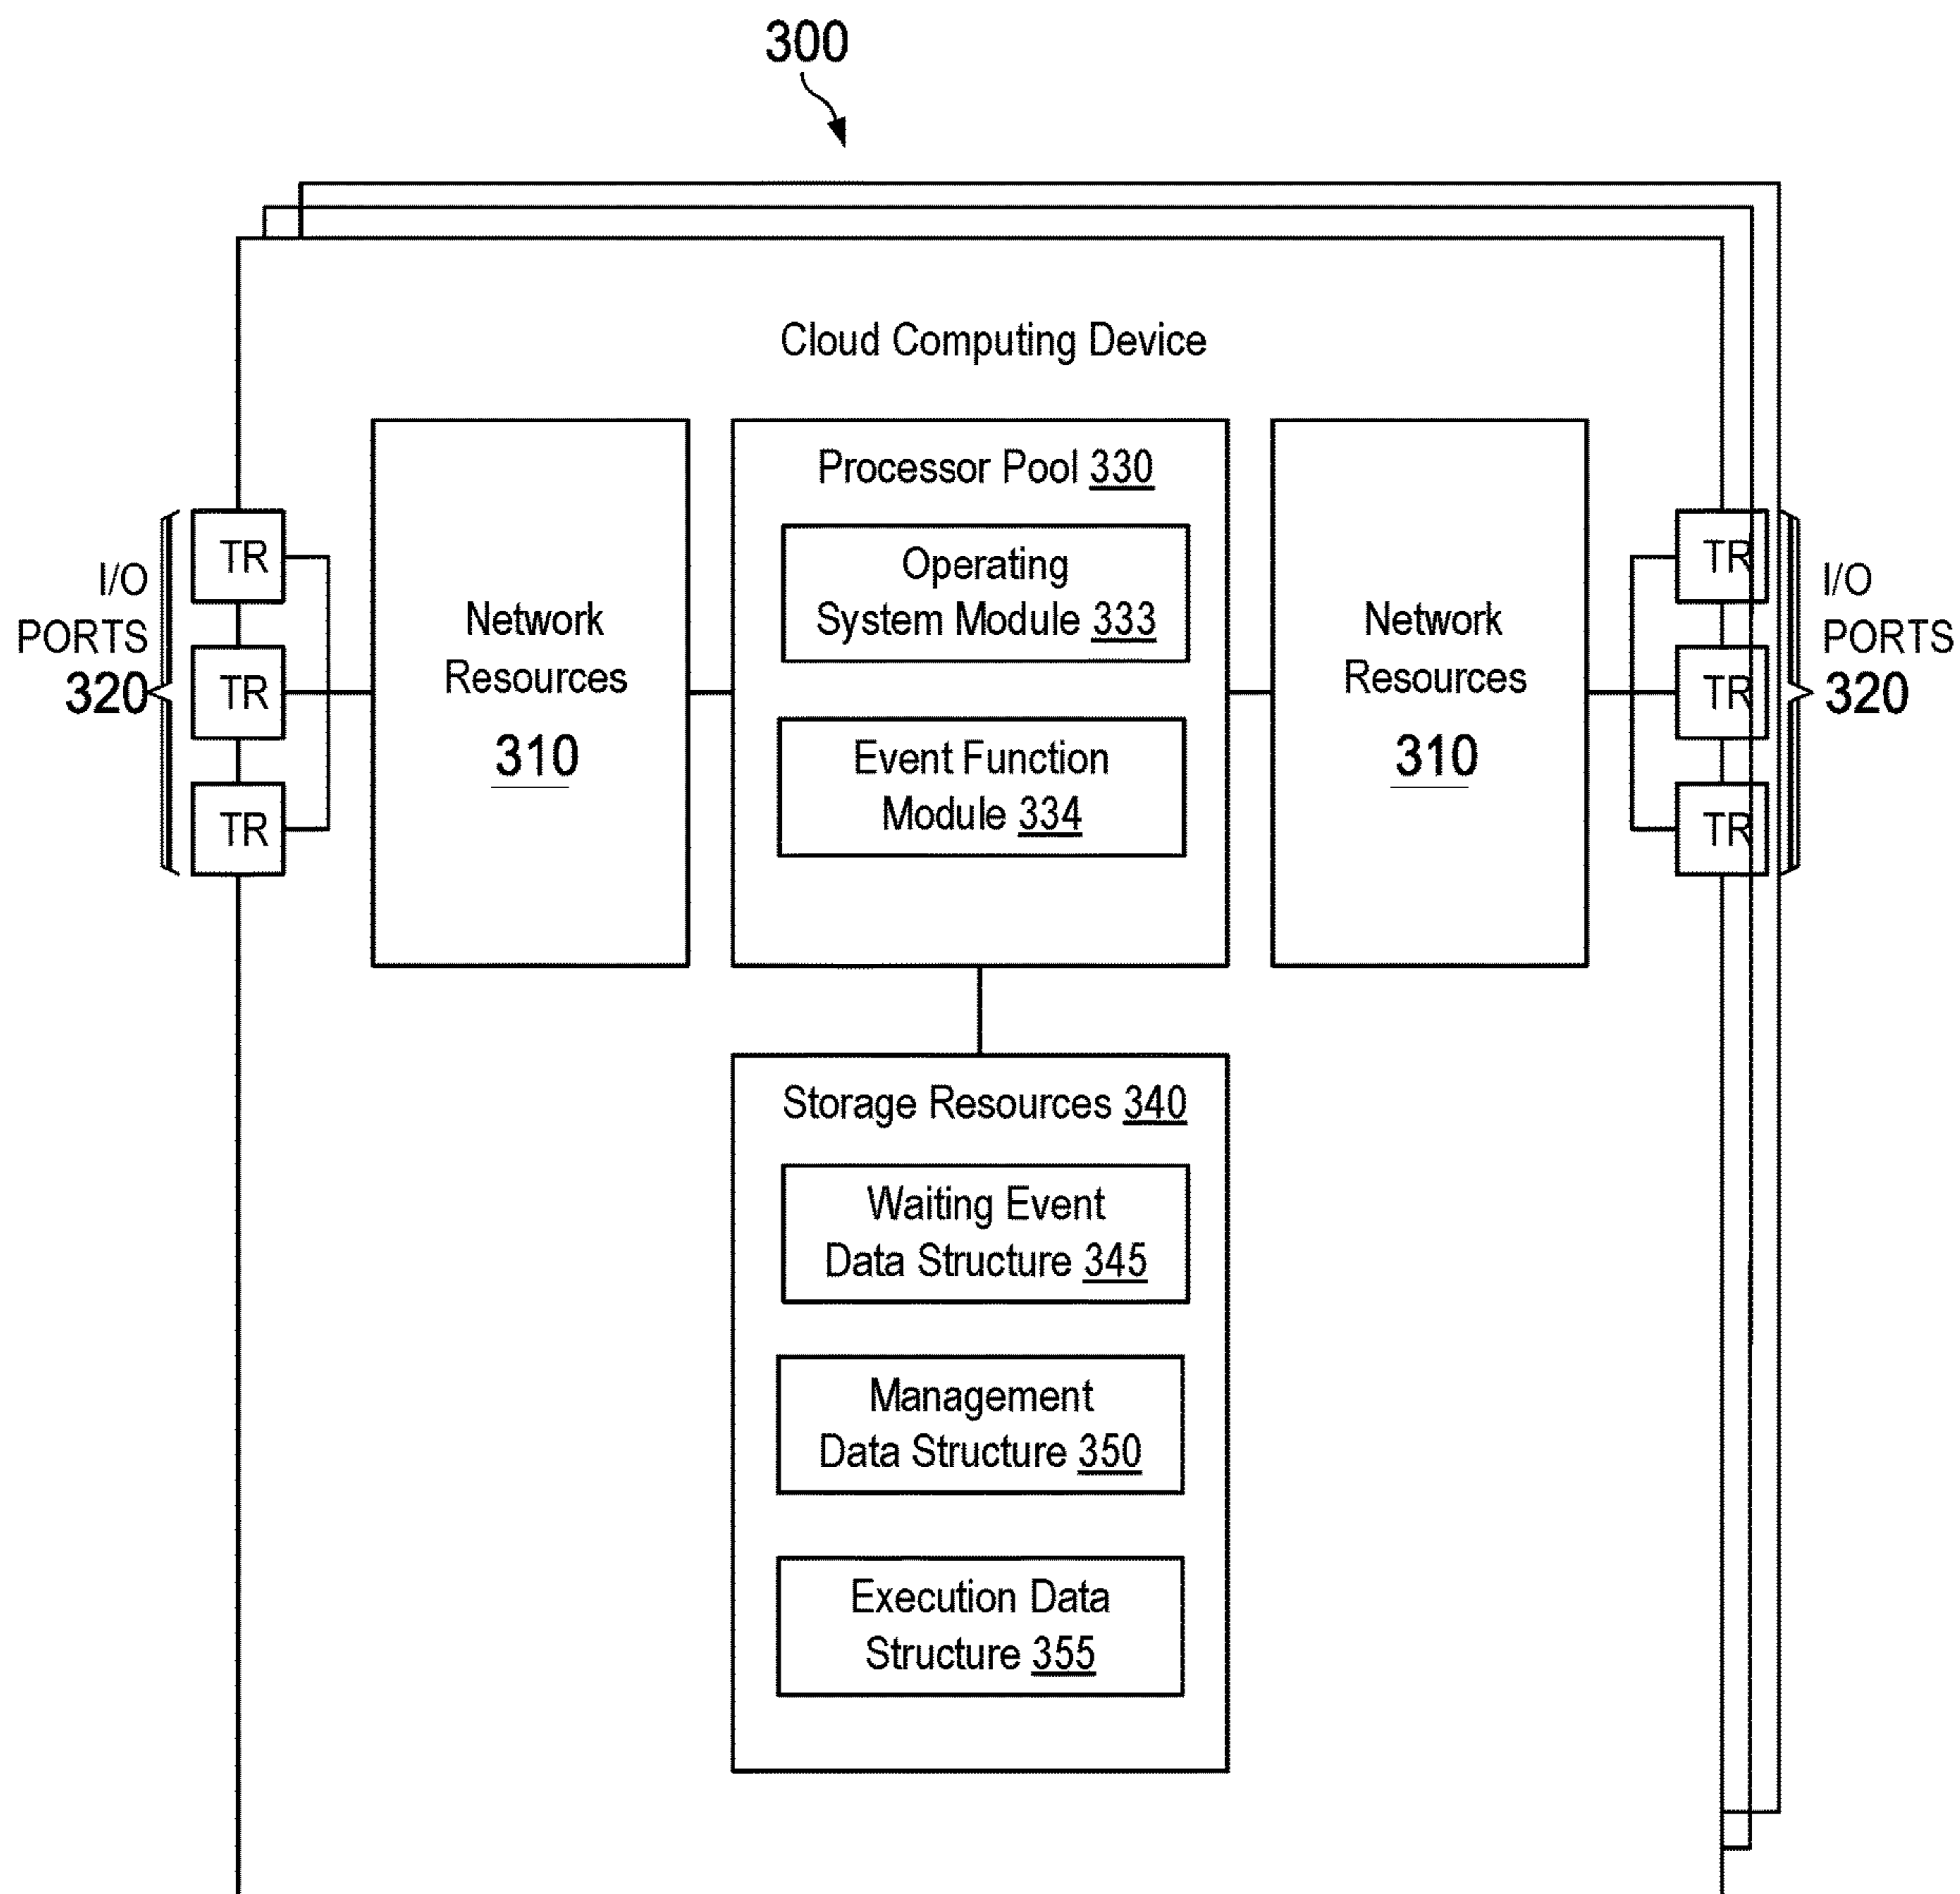 300
Cloud Computing Device
Processor Pool 330
Operating
System Module 333
Event Function
Module 334
Network
Resources
310
Network
Resources
310
TR
TR
TR
I/O
PORTS
320
TR
TR
TR
I/O
PORTS
320
Storage Resources 340
Waiting Event
Data Structure 345
Management
Data Structure 350
Execution Data
Structure 355